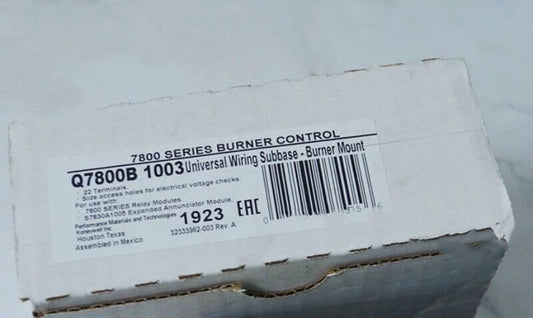 7800 SERIES BURNER CONTROL
Q7800B 1003 Universal Wiring Subbase - Burner Mount
- 22 Terminals.
- Side access holes for electrical voltage checks.
For use with:
- 7800 SERIES Relay Modules.
- S7830A1005 Expanded Annunciator Module.
Performance Materials and Technologies
Honeywell Inc.
Houston Texas
Assembled in Mexico
1923
EAC
32333962-003 Rev. A
0
6